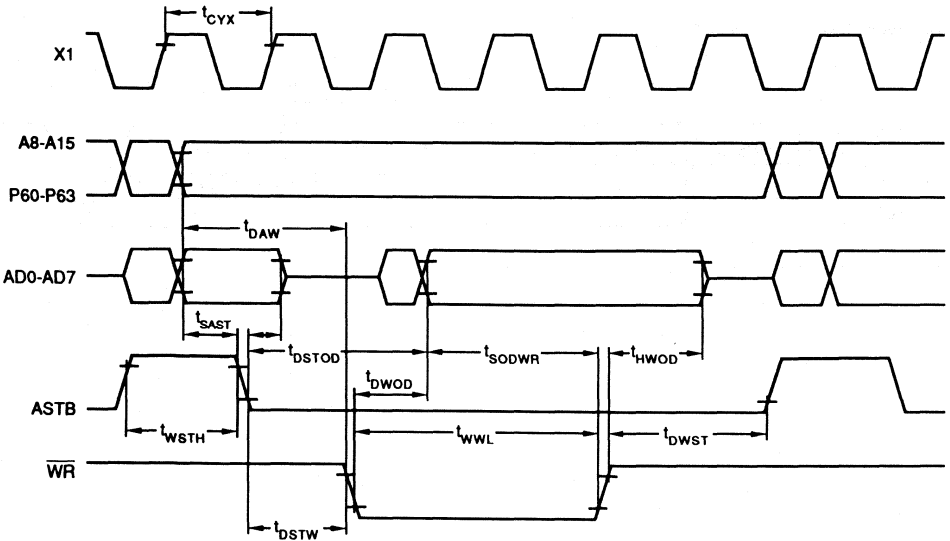 tCYX
X1
A8-A15
P60-P63
tDAW
AD0-AD7
tSAST
tDSTOD
tSODWR
tHWOD
tDWOD
ASTB
tWSTH
tWWL
tDWST
WR
tDSTW